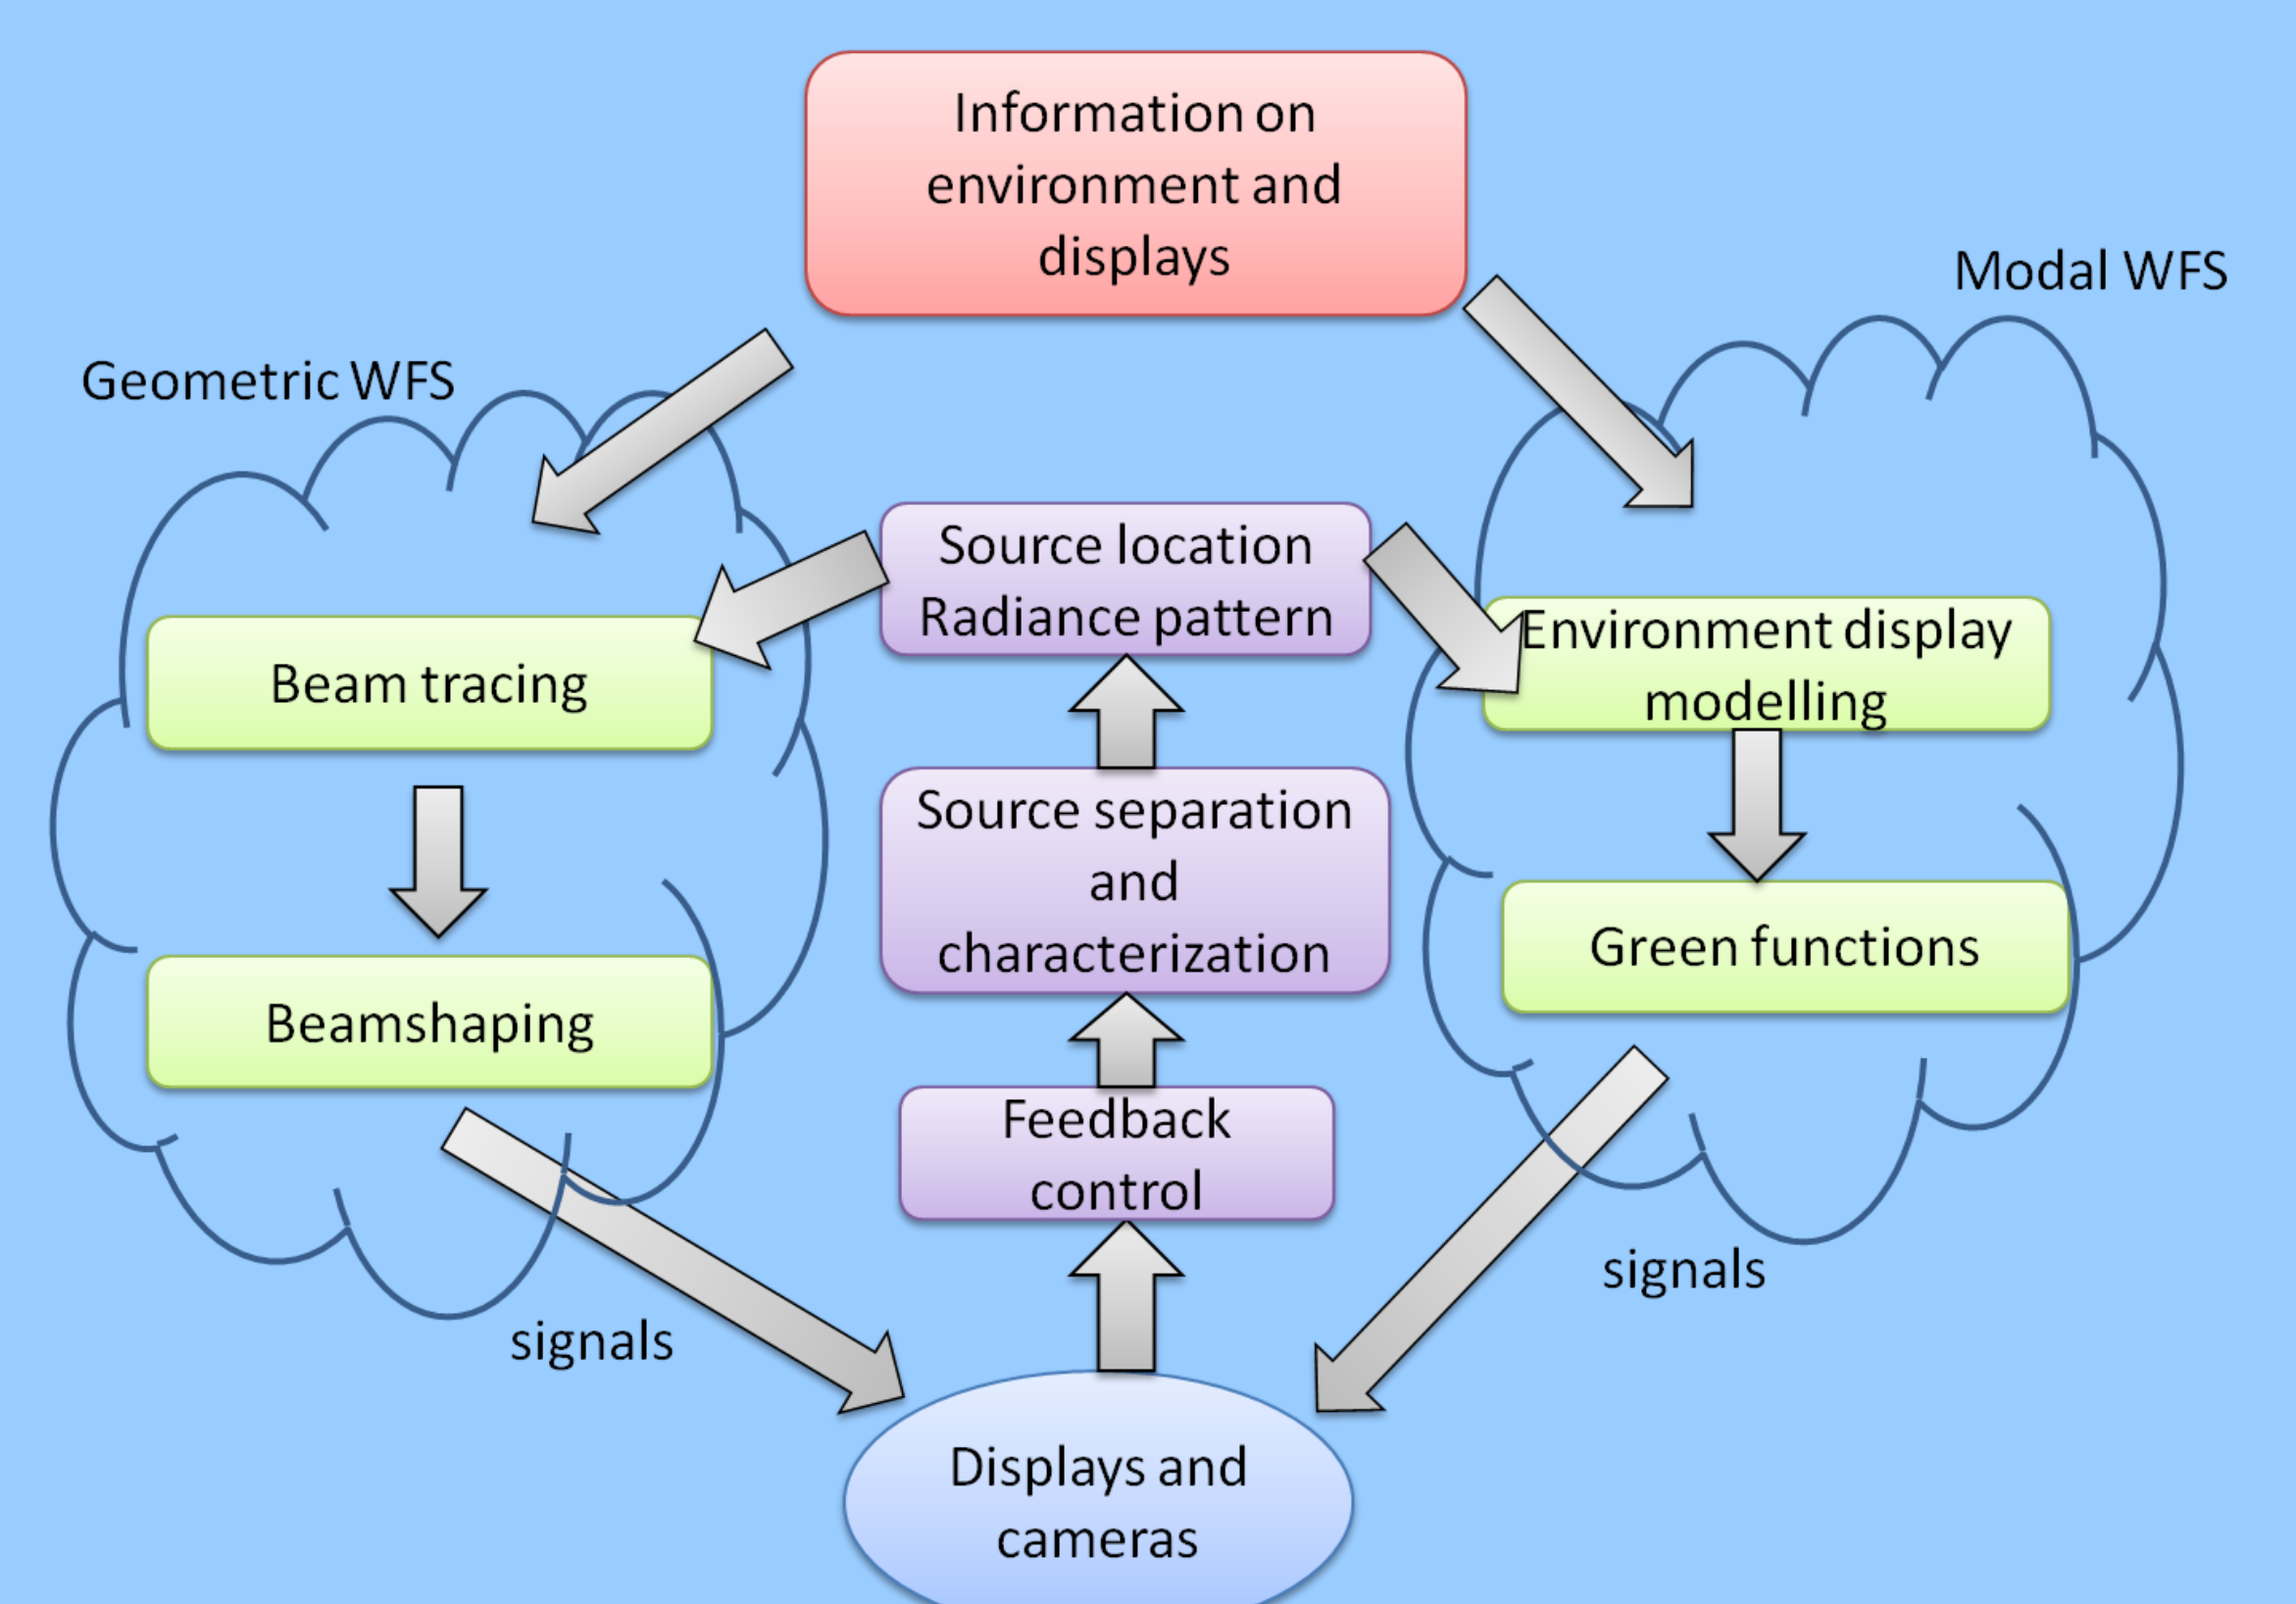 Information on
environment and
displays
Modal WFS
Geometric WFS
Source location
Radiance pattern
Environment display
modelling
Beam tracing
Source separation
and
characterization
Green functions
Beamshaping
Feedback
control
signals
signals
Displays and
cameras